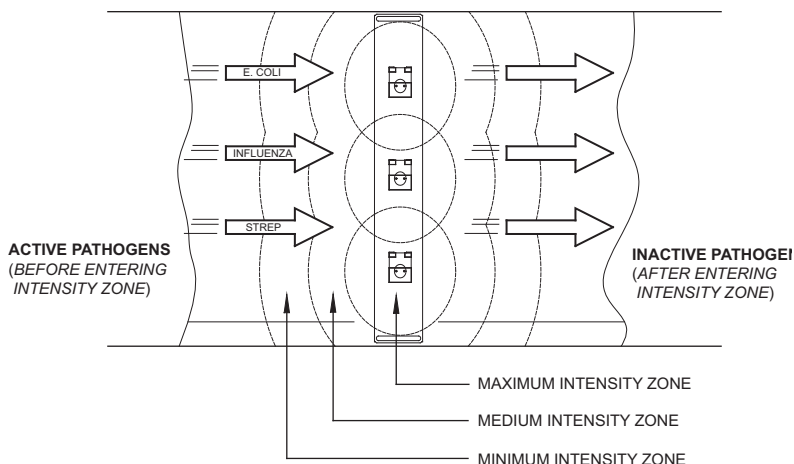 E. COLI
INFLUENZA
STREP
ACTIVE PATHOGENS
(BEFORE ENTERING
INTENSITY ZONE)
INACTIVE PATHOGEN
(AFTER ENTERING
INTENSITY ZONE)
MAXIMUM INTENSITY ZONE
MEDIUM INTENSITY ZONE
MINIMUM INTENSITY ZONE